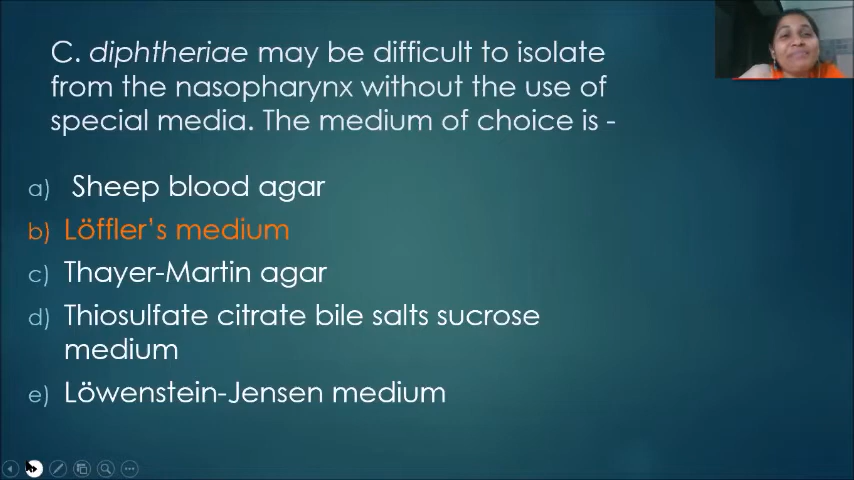 C. diphtheriae may be difficult to isolate
from the nasopharynx without the use of
special media. The medium of choice is -
a) Sheep blood agar
b) Löffler's medium
c) Thayer-Martin agar
d) Thiosulfate citrate bile salts sucrose
medium
e) Löwenstein-Jensen medium